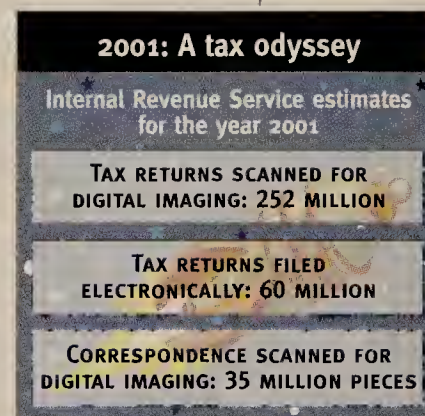 2001: A tax odyssey
Internal Revenue Service estimates
for the year 2001
TAX RETURNS SCANNED FOR
DIGITAL IMAGING: 252 MILLION
TAX RETURNS FILED
ELECTRONICALLY: 60 MILLION
CORRESPONDENCE SCANNED FOR
DIGITAL IMAGING: 35 MILLION PIECES